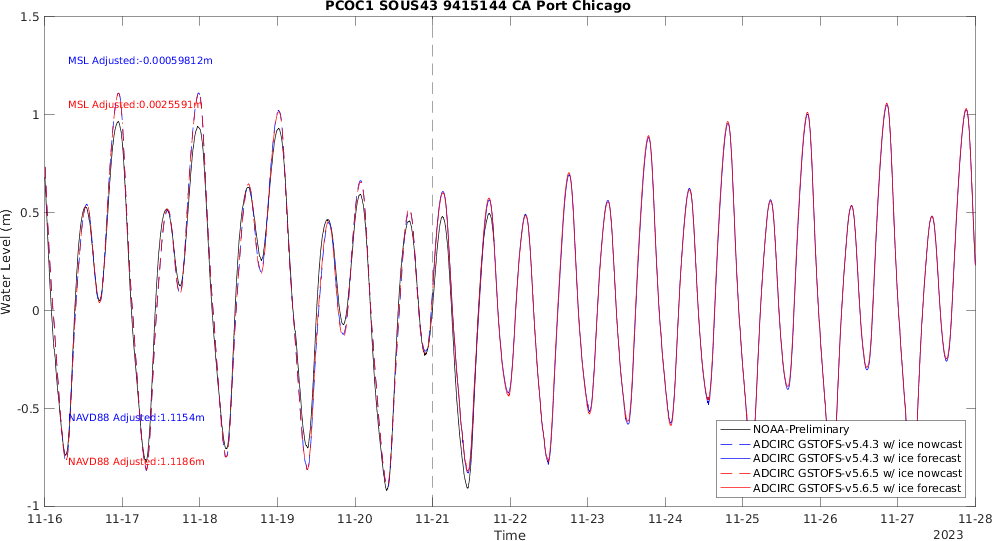 PCOC1 SOUS43 9415144 CA Port Chicago
1.5
MSL Adjusted:-0.00059812m
MSL Adjusted:0.0025591m
1
0.5
Water Level (m)
0
-0.5
NAVD88 Adjusted:1.1154m
NAVD88 Adjusted:1.1186m
NOAA-Preliminary
ADCIRC GSTOFS-v5.4.3 w/ ice nowcast
ADCIRC GSTOFS-v5.4.3 w/ ice forecast
ADCIRC GSTOFS-v5.6.5 w/ ice nowcast
ADCIRC GSTOFS-v5.6.5 w/ ice forecast
-1
11-16 11-17 11-18 11-19 11-20 11-21 11-22 11-23 11-24 11-25 11-26 11-27 11-28
Time
2023